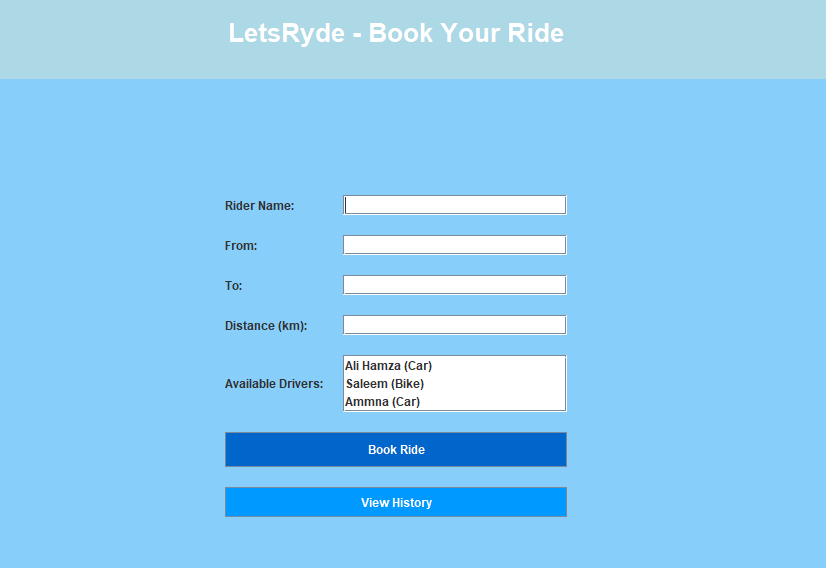 LetsRyde - Book Your Ride
Rider Name:
From:
To:
Distance (km):
Available Drivers:
Ali Hamza (Car)
Saleem (Bike)
Ammna (Car)
Book Ride
View History